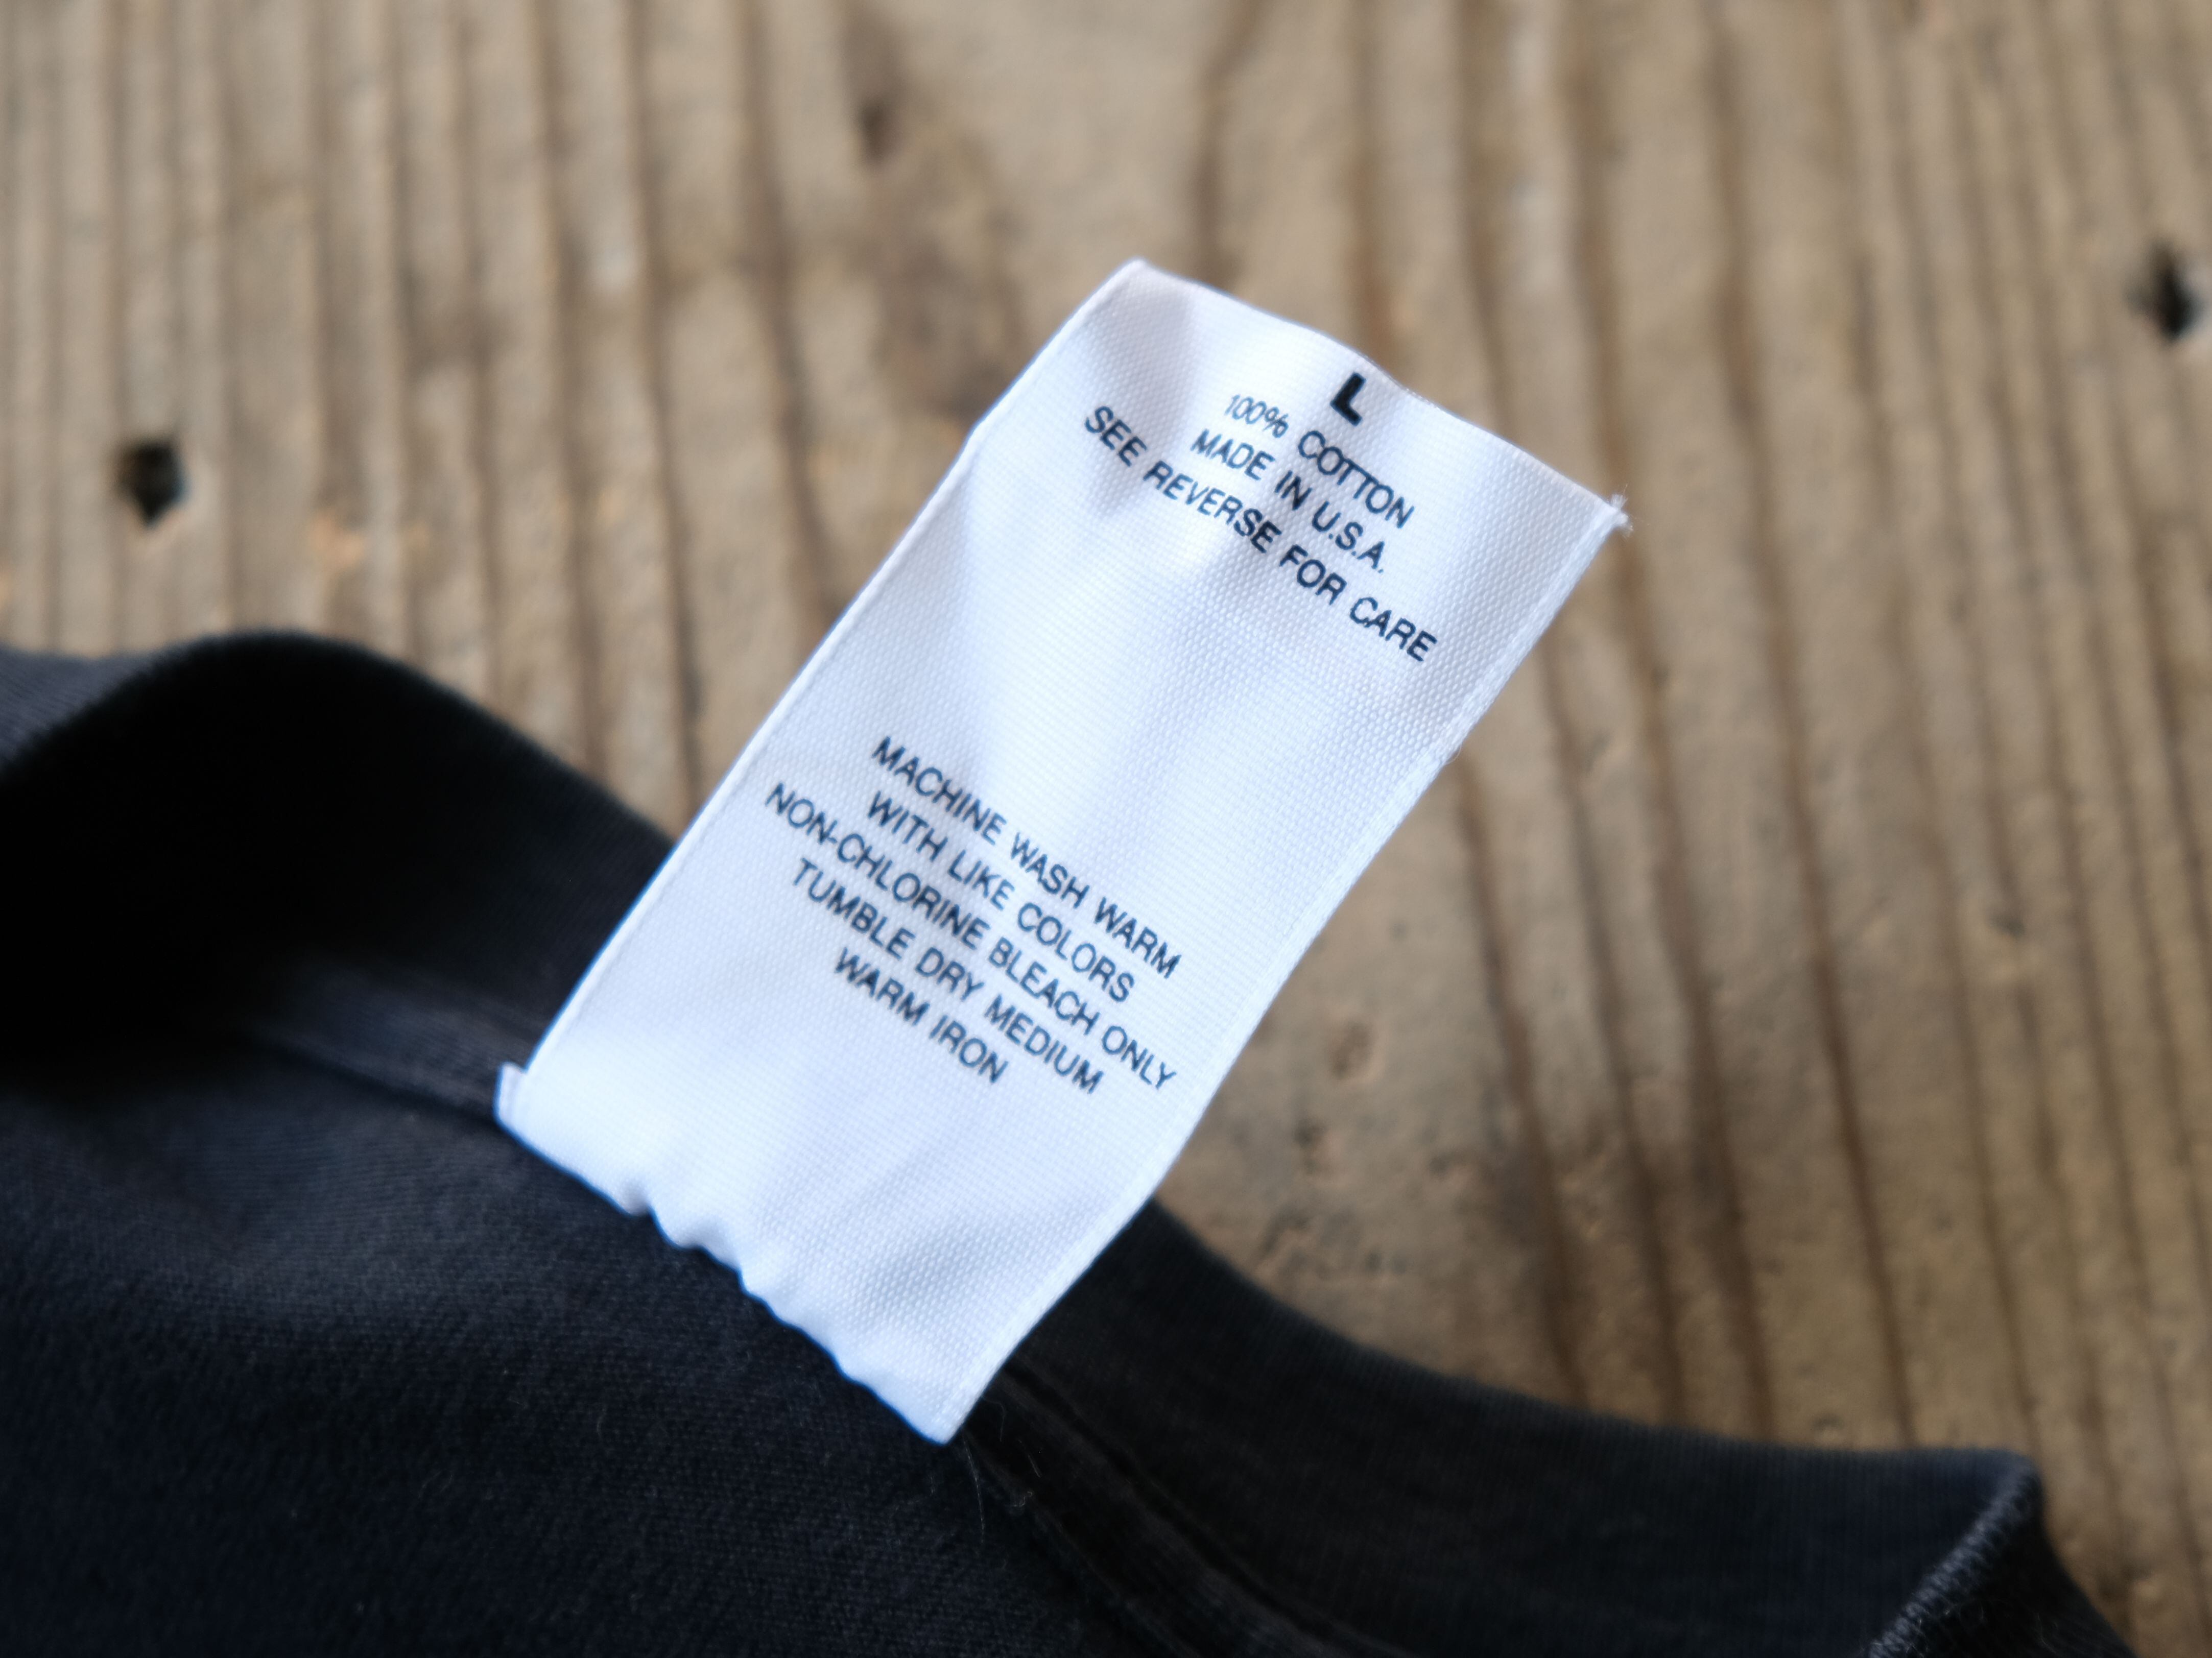 L
100% COTTON
MADE IN U.S.A.
SEE REVERSE FOR CARE
MACHINE WASH WARM
WITH LIKE COLORS
NON-CHLORINE BLEACH ONLY
TUMBLE DRY MEDIUM
WARM IRON